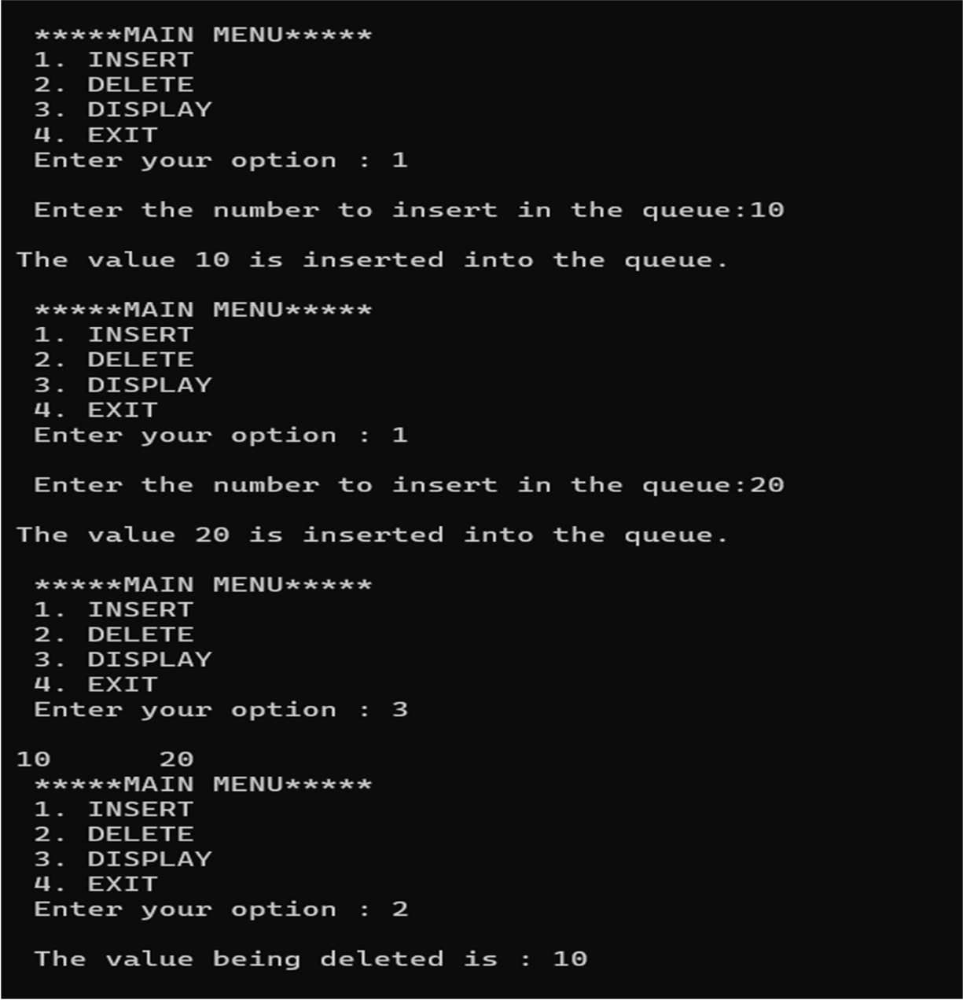 *****MAIN MENU*****
1. INSERT
2. DELETE
3. DISPLAY
4. EXIT
Enter your option : 1
Enter the number to insert in the queue:10
The value 10 is inserted into the queue.
*****MAIN MENU*****
1. INSERT
2. DELETE
3. DISPLAY
4. EXIT
Enter your option : 1
Enter the number to insert in the queue:20
The value 20 is inserted into the queue.
*****MAIN MENU*****
1. INSERT
2. DELETE
3. DISPLAY
4. EXIT
Enter your option : 3
10      20
*****MAIN MENU*****
1. INSERT
2. DELETE
3. DISPLAY
4. EXIT
Enter your option : 2
The value being deleted is : 10